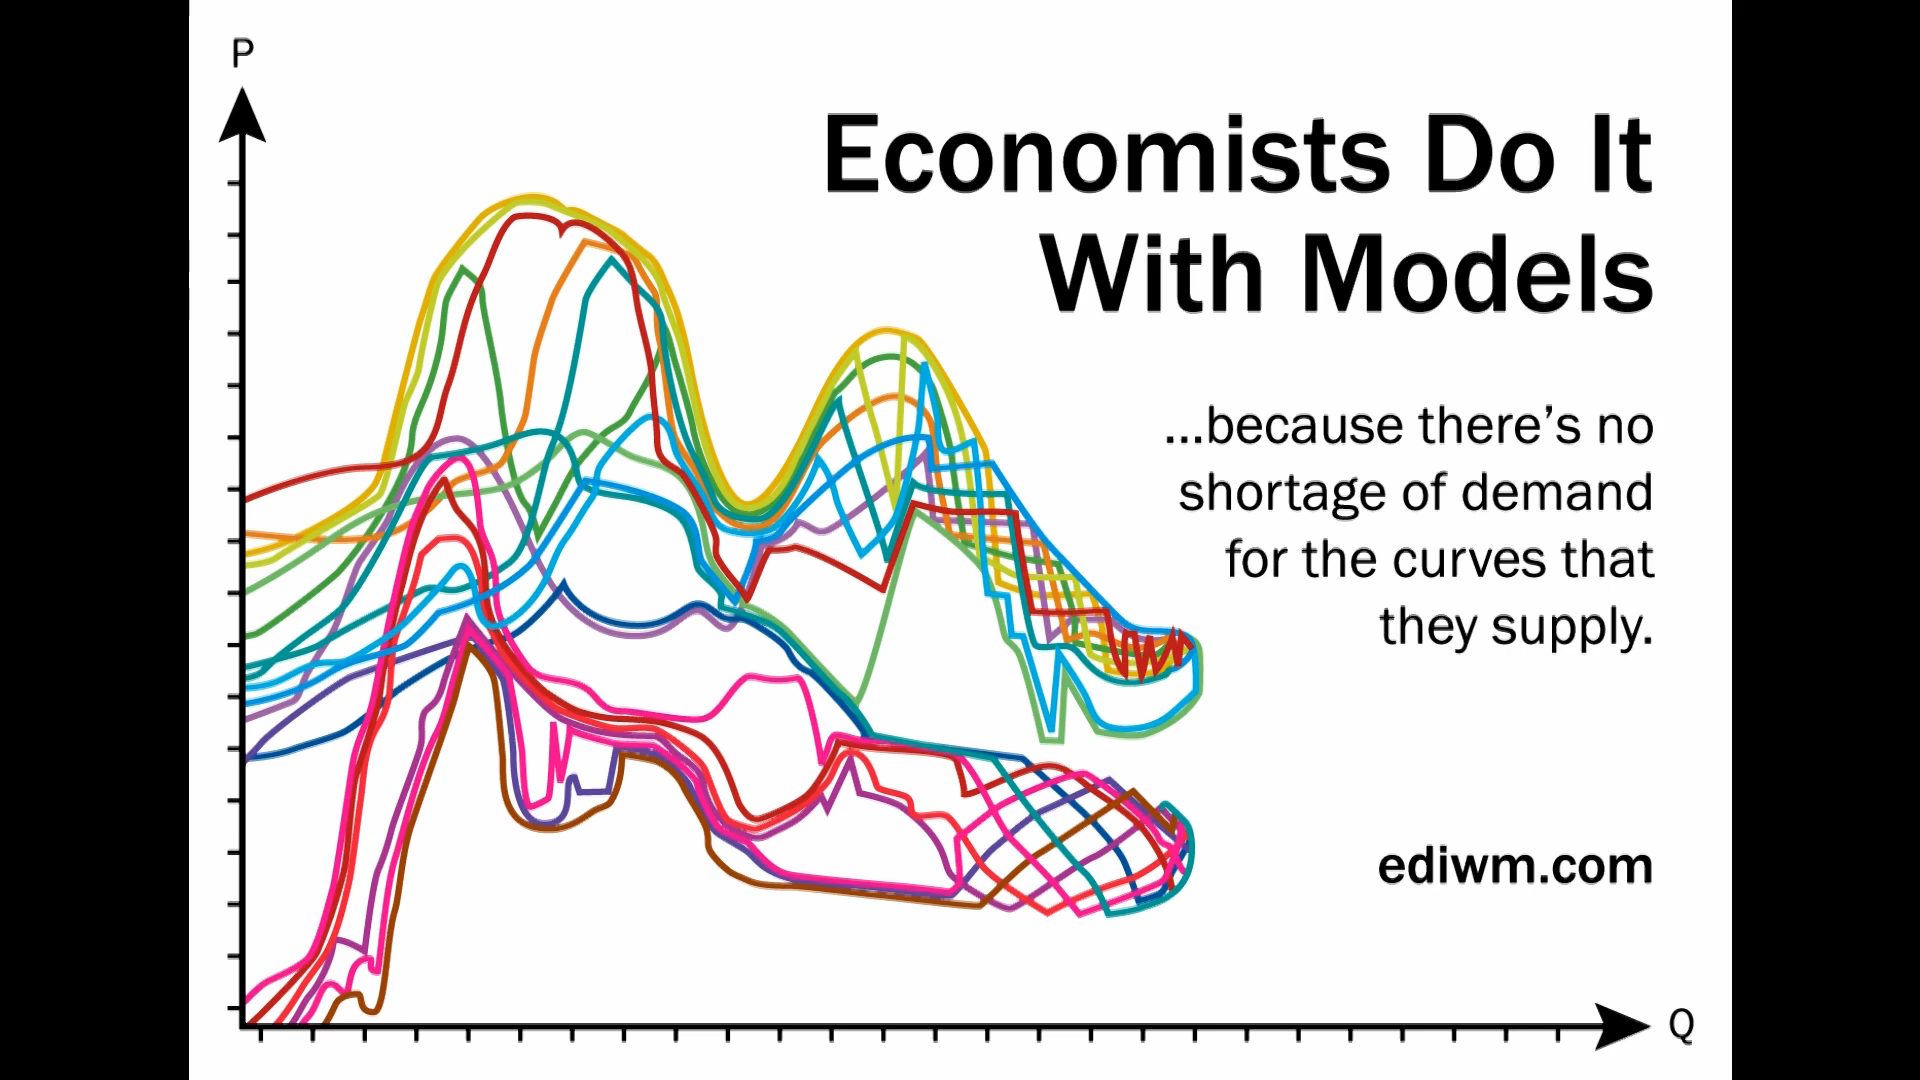 P
Economists Do It
With Models
...because there's no
shortage of demand
for the curves that
they supply.
ediwm.com
Q